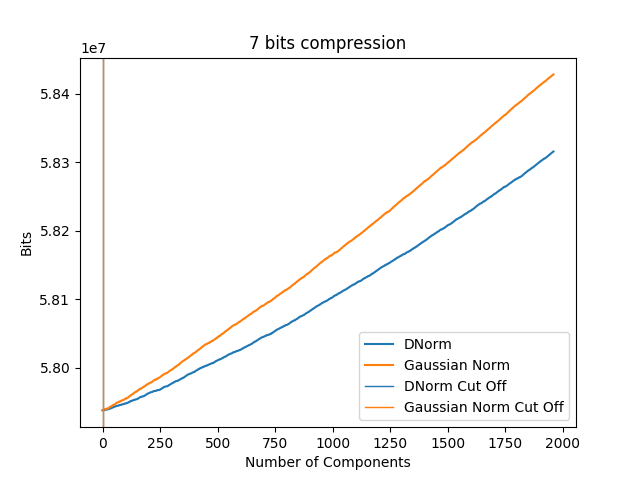 7 bits compression
1e7
5.84
5.83
5.82
5.81
5.80
Bits
0
250
500
750
1000
1250
1500
1750
2000
Number of Components
DNorm
Gaussian Norm
DNorm Cut Off
Gaussian Norm Cut Off